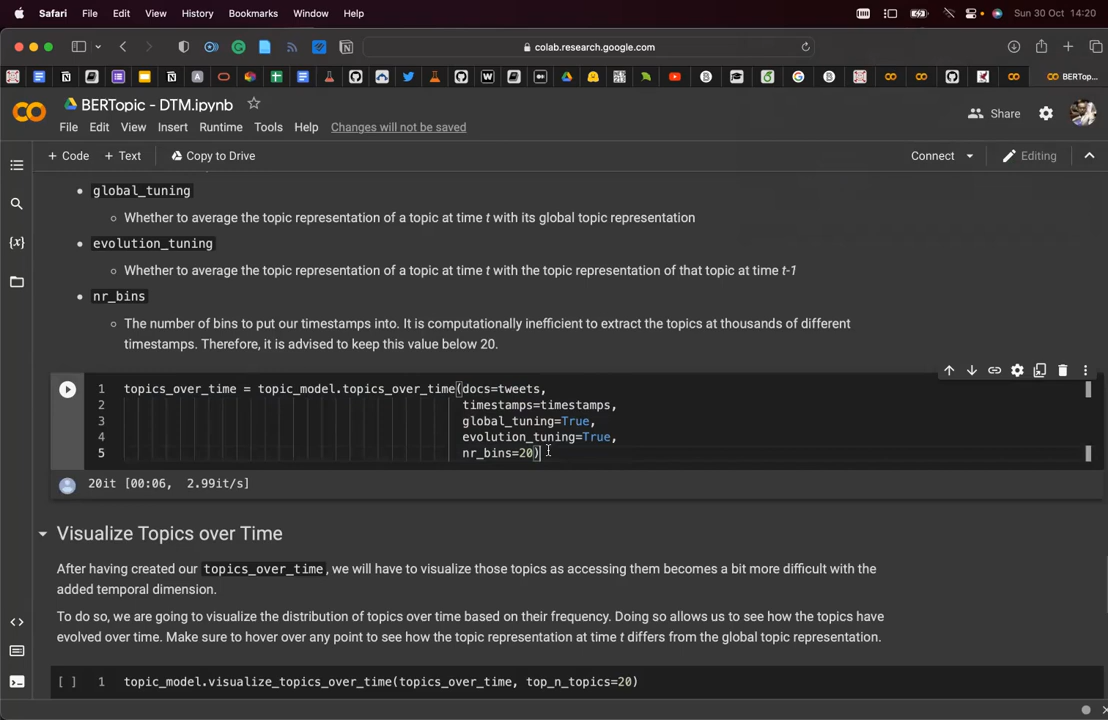 Safari File Edit View History Bookmarks Window Help Sun 30 Oct 14:20
colab.research.google.com
BERTop...
BERTopic - DTM.ipynb
Share
File Edit View Insert Runtime Tools Help Changes will not be saved
+ Code + Text Copy to Drive Connect Editing
global_tuning
Whether to average the topic representation of a topic at time t with its global topic representation
evolution_tuning
Whether to average the topic representation of a topic at time t with the topic representation of that topic at time t-1
nr_bins
The number of bins to put our timestamps into. It is computationally inefficient to extract the topics at thousands of different
timestamps. Therefore, it is advised to keep this value below 20.
1 topics_over_time = topic_model.topics_over_time(docs=tweets,
2 timestamps=timestamps,
3 global_tuning=True,
4 evolution_tuning=True,
5 nr_bins=20)
20it [00:06, 2.99it/s]
Visualize Topics over Time
After having created our topics_over_time, we will have to visualize those topics as accessing them becomes a bit more difficult with the
added temporal dimension.
To do so, we are going to visualize the distribution of topics over time based on their frequency. Doing so allows us to see how the topics have
evolved over time. Make sure to hover over any point to see how the topic representation at time t differs from the global topic representation.
[ ] 1 topic_model.visualize_topics_over_time(topics_over_time, top_n_topics=20)